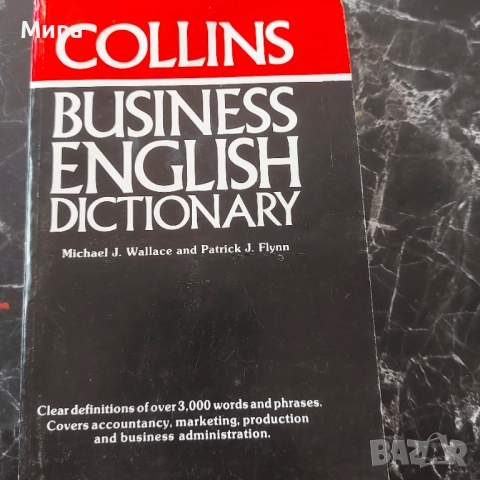 Мира
COLLINS
BUSINESS
ENGLISH
DICTIONARY
Michael J. Wallace and Patrick J. Flynn
Clear definitions of over 3,000 words and phrases.
Covers accountancy, marketing, production
and business administration.
BAZAR